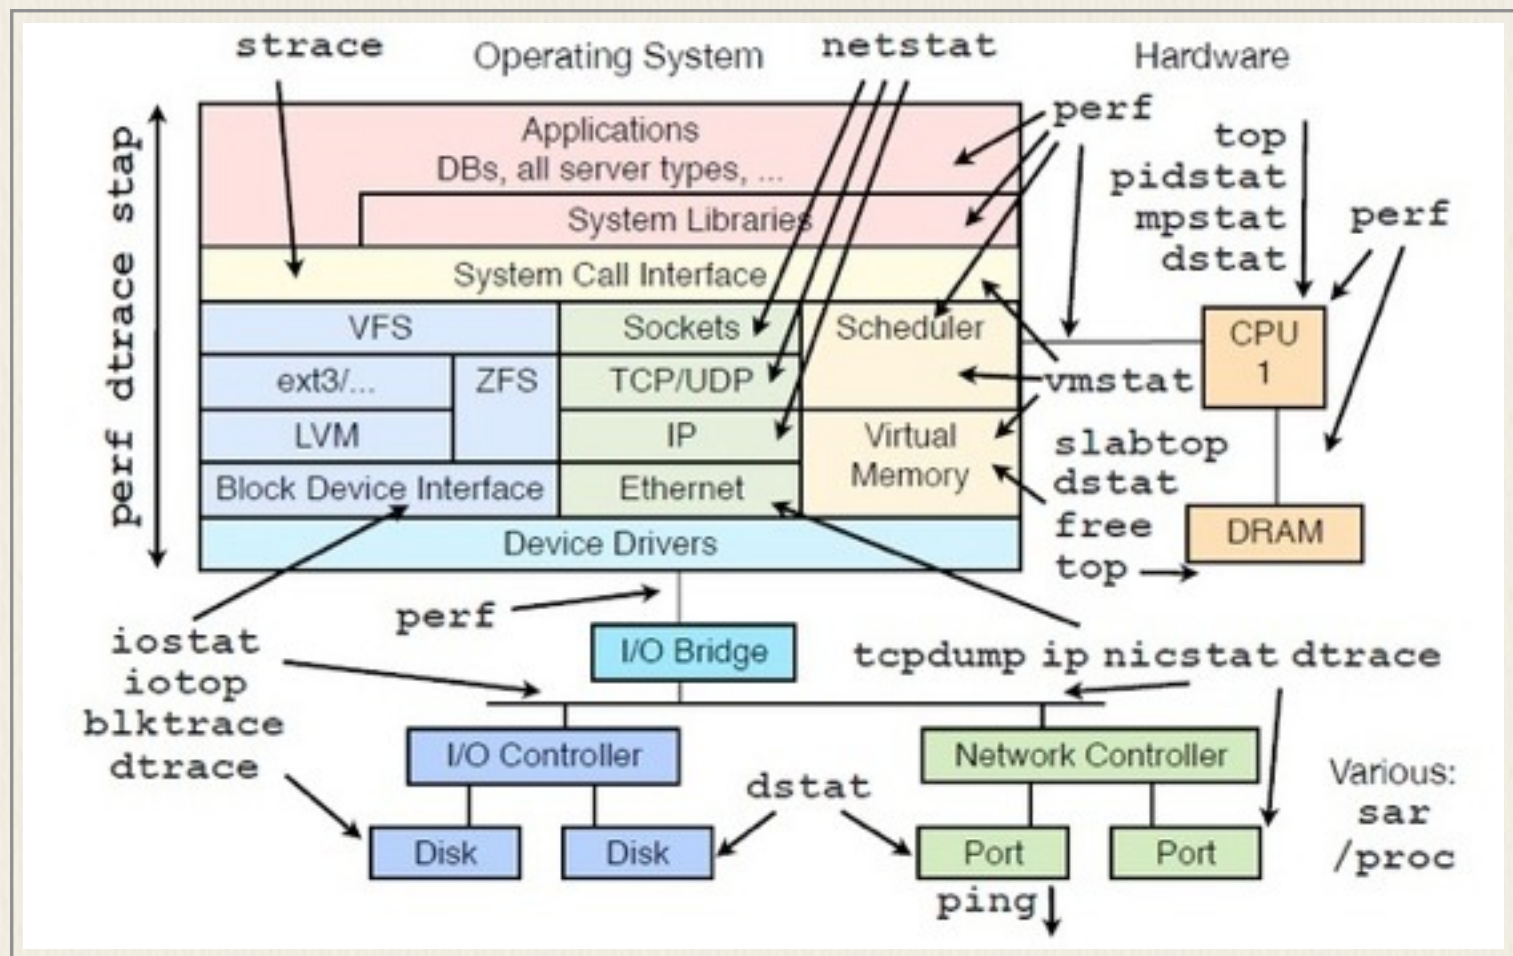 strace
Operating System
netstat
Hardware
perf dtrace stap
Applications
DBs, all server types, ...
System Libraries
System Call Interface
VFS
ext3/...
ZFS
LVM
Block Device Interface
Sockets
TCP/UDP
IP
Ethernet
Scheduler
Virtual
Memory
Device Drivers
perf
top
pidstat
mpstat
dstat
perf
CPU
1
vmstat
slabtop
dstat
free
top
DRAM
perf
I/O Bridge
iostat
iotop
blktrace
dtrace
tcpdump ip nicstat dtrace
I/O Controller
Network Controller
dstat
Disk
Disk
Port
Port
ping
Various:
sar
/proc